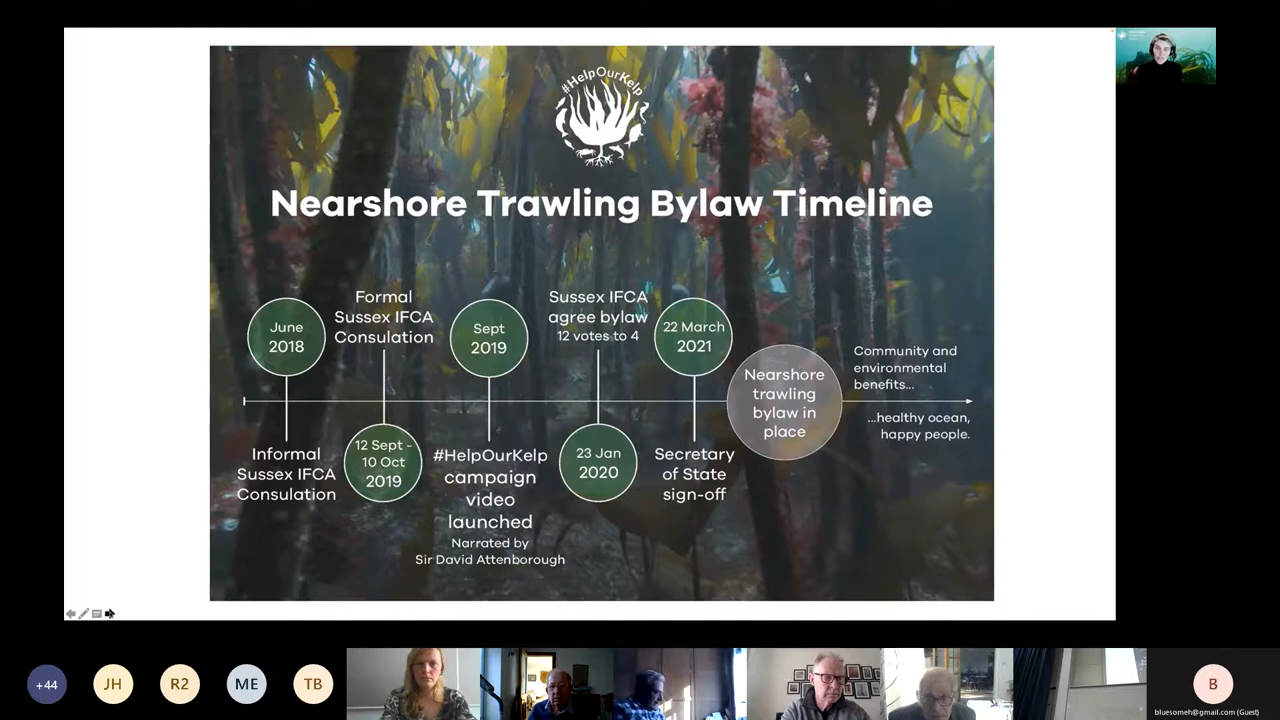 #HelpOurKelp
Nearshore Trawling Bylaw Timeline
June
2018
Informal
Sussex IFCA
Consulation
Formal
Sussex IFCA
Consulation
12 Sept -
10 Oct
2019
Sept
2019
#HelpOurKelp
campaign
video
launched
Narrated by
Sir David Attenborough
Sussex IFCA
agree bylaw
12 votes to 4
23 Jan
2020
22 March
2021
Secretary
of State
sign-off
Nearshore
trawling
bylaw in
place
Community and
environmental
benefits...
...healthy ocean,
happy people.
+44
JH
R2
ME
TB
B
bluesomeh@gmail.com (Guest)